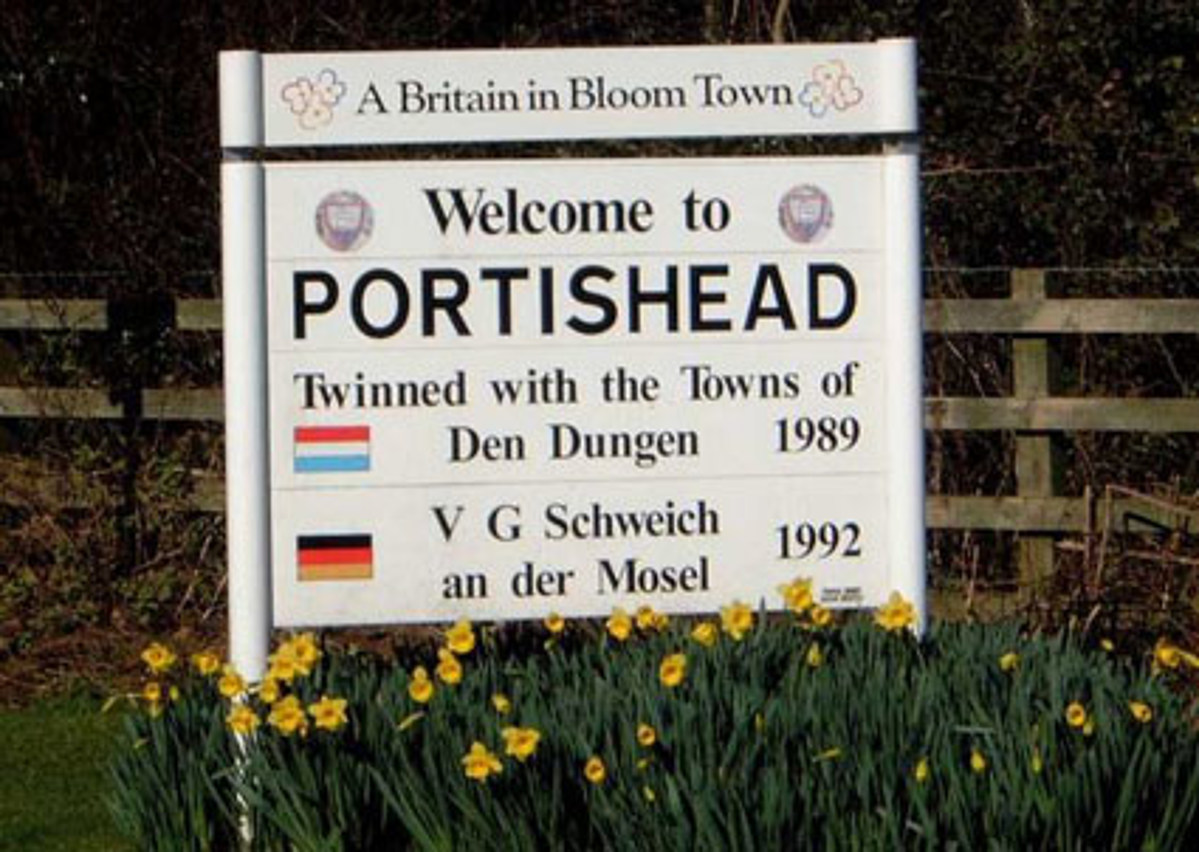 A Britain in Bloom Town
Welcome to
PORTISHEAD
Twinned with the Towns of
Den Dungen 1989
V G Schweich
an der Mosel 1992